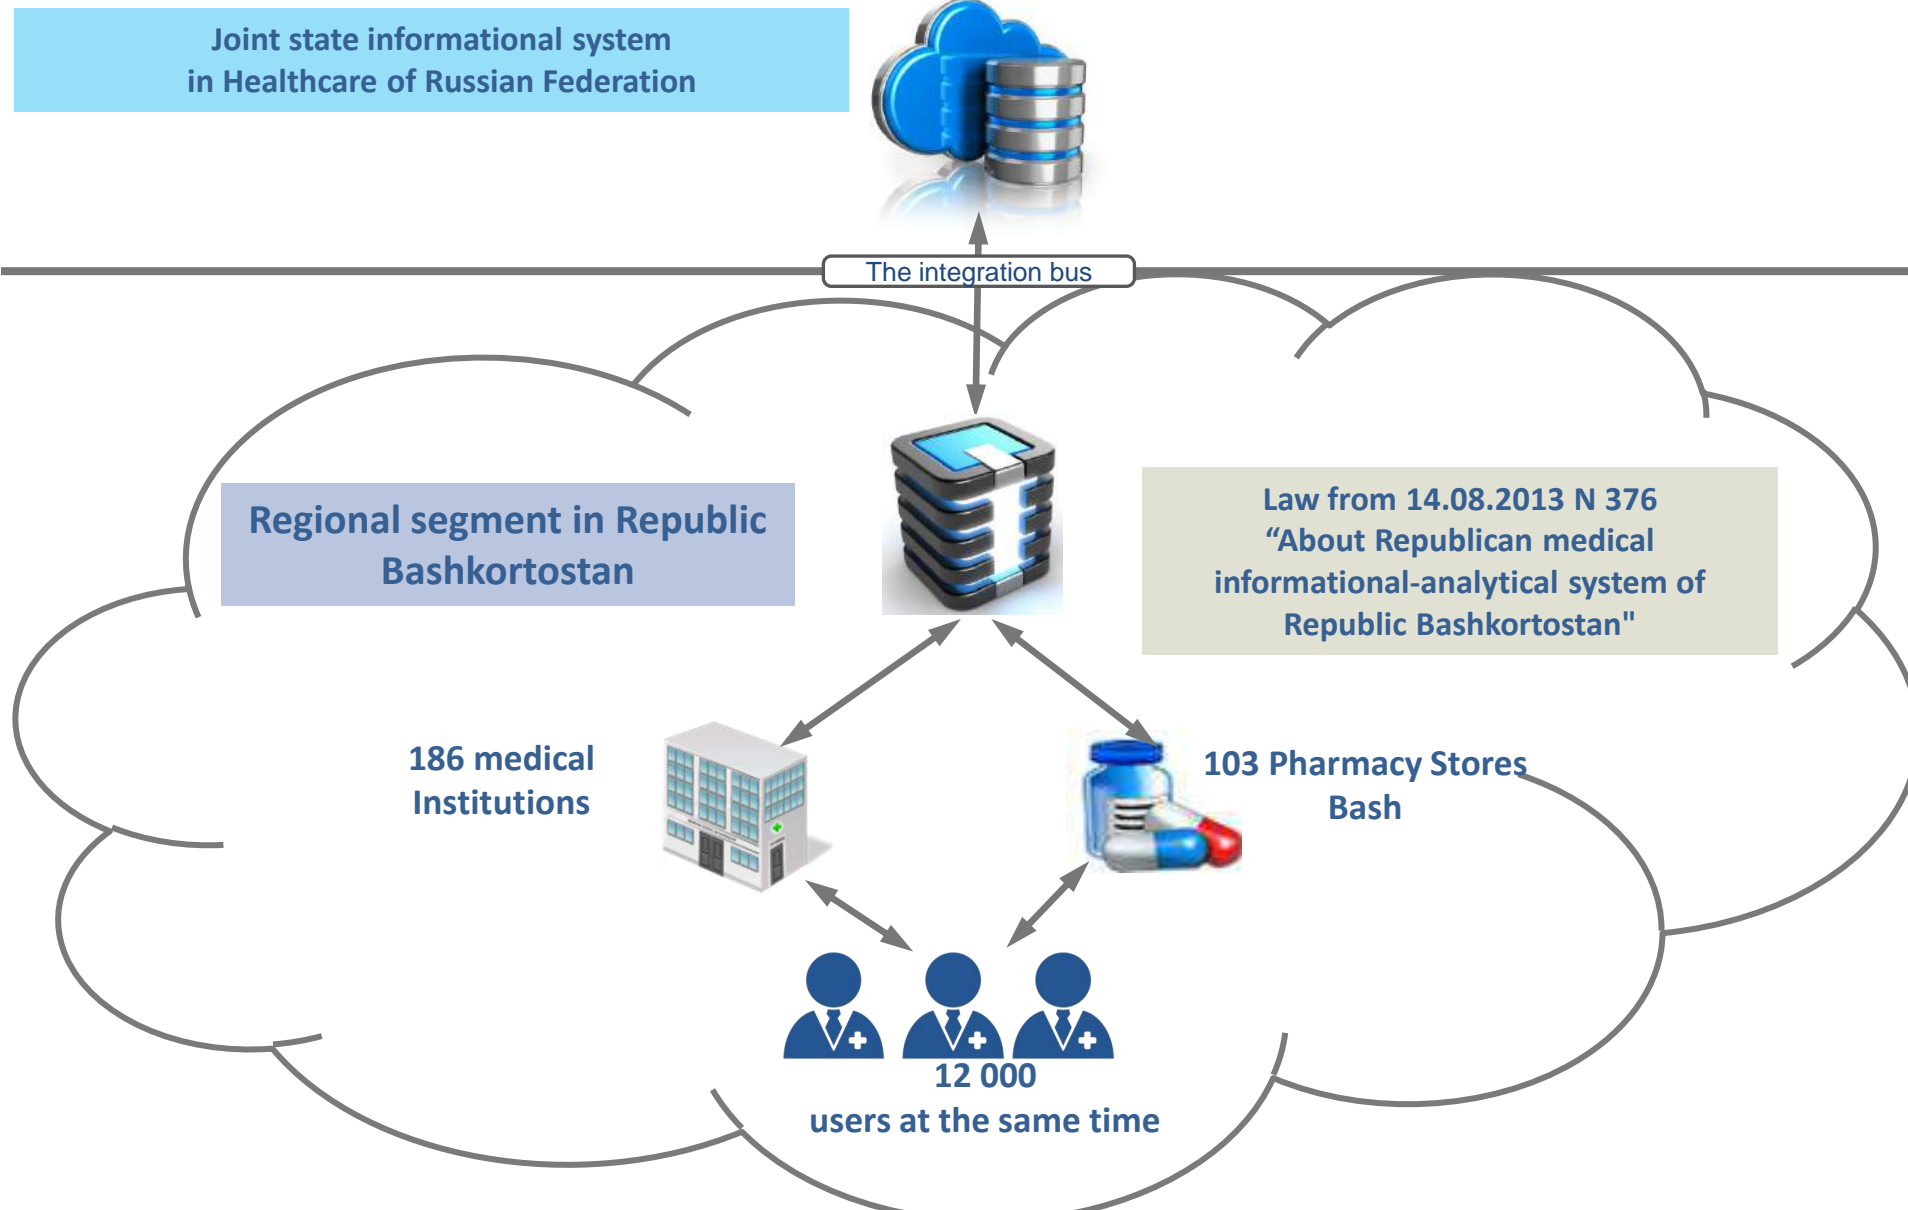 Joint state informational system
in Healthcare of Russian Federation
The integration bus
Regional segment in Republic
Bashkortostan
Law from 14.08.2013 N 376
“About Republican medical
informational-analytical system of
Republic Bashkortostan"
186 medical
Institutions
103 Pharmacy Stores
Bash
12 000
users at the same time